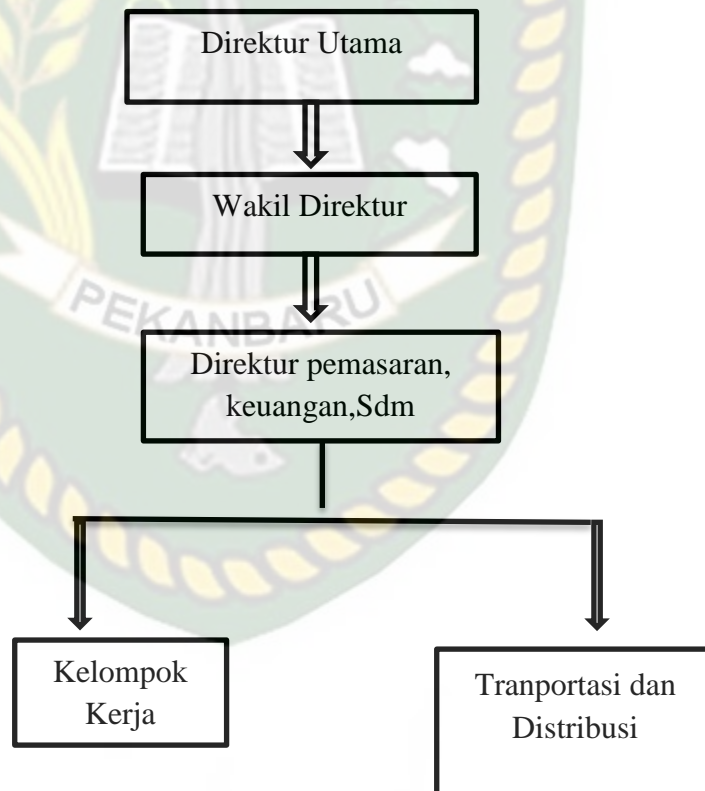 Direktur Utama
Wakil Direktur
PEKANBARU
Direktur pemasaran,
keuangan,Sdm
Kelompok
Kerja
Tranportasi dan
Distribusi